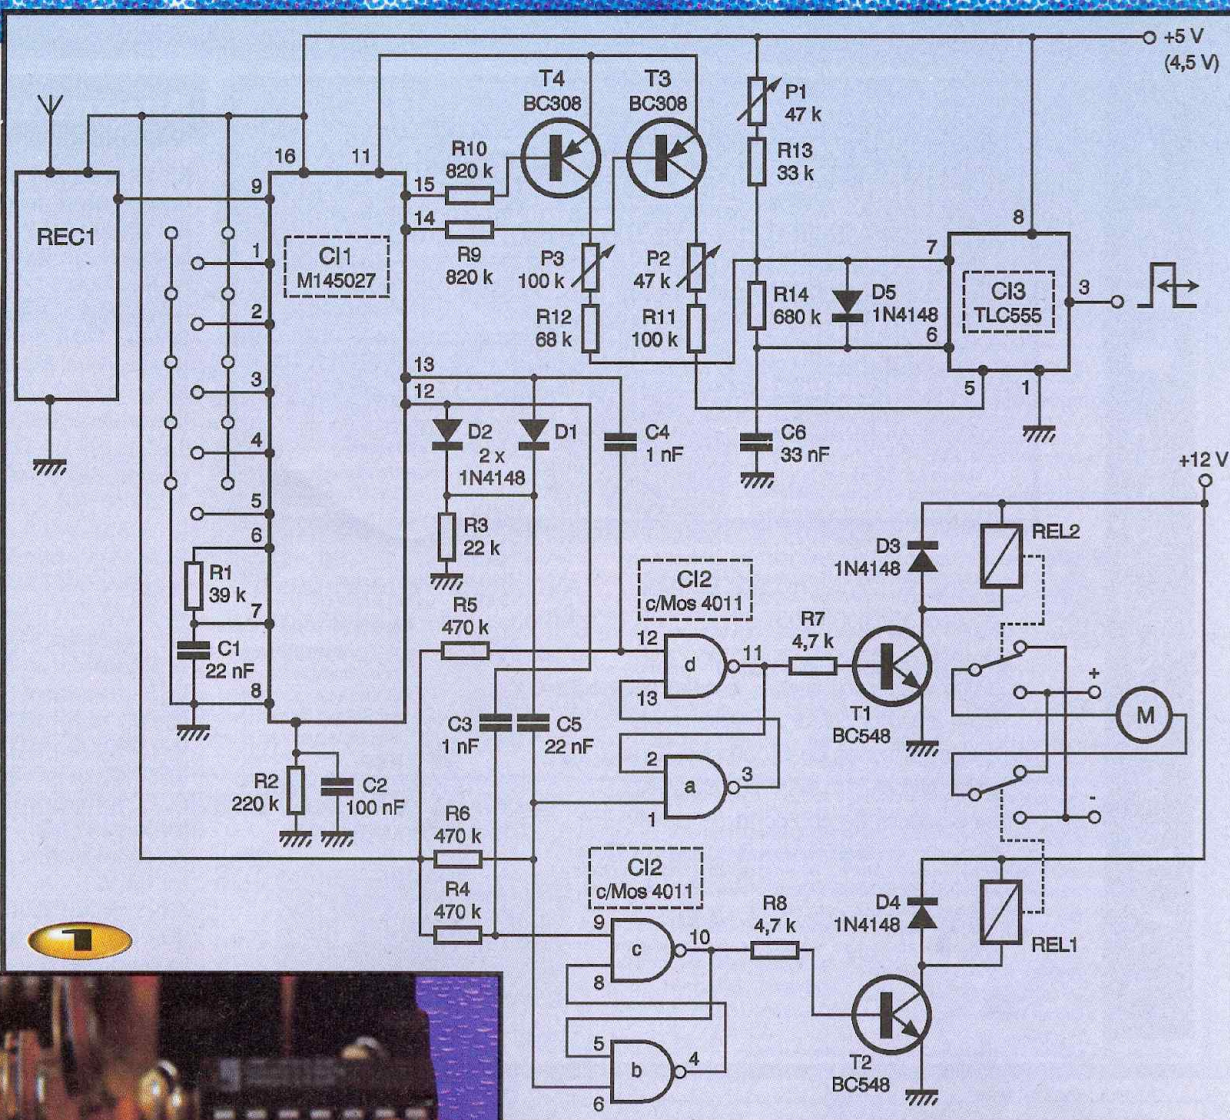 +5 V
(4,5 V)
T4
BC308
T3
BC308
P1
47 k
R13
33 k
16
11
R10
820 k
15
14
R9
820 k
9
REC1
CI1
M145027
1
2
3
4
5
6
7
8
P3
100 k
R12
68 k
P2
47 k
R11
100 k
R14
680 k
D5
1N4148
8
7
6
5
1
3
CI3
TLC555
13
12
D2
D1
2 x
1N4148
C4
1 nF
C6
33 nF
+12 V
R3
22 k
R1
39 k
C1
22 nF
R2
220 k
C2
100 nF
R5
470 k
C3
1 nF
C5
22 nF
CI2
c/Mos 4011
12
13
d
11
R7
4,7 k
D3
1N4148
REL2
T1
BC548
+
M
-
2
1
a
3
R6
470 k
R4
470 k
CI2
c/Mos 4011
9
8
c
10
R8
4,7 k
D4
1N4148
REL1
5
6
b
4
T2
BC548
1